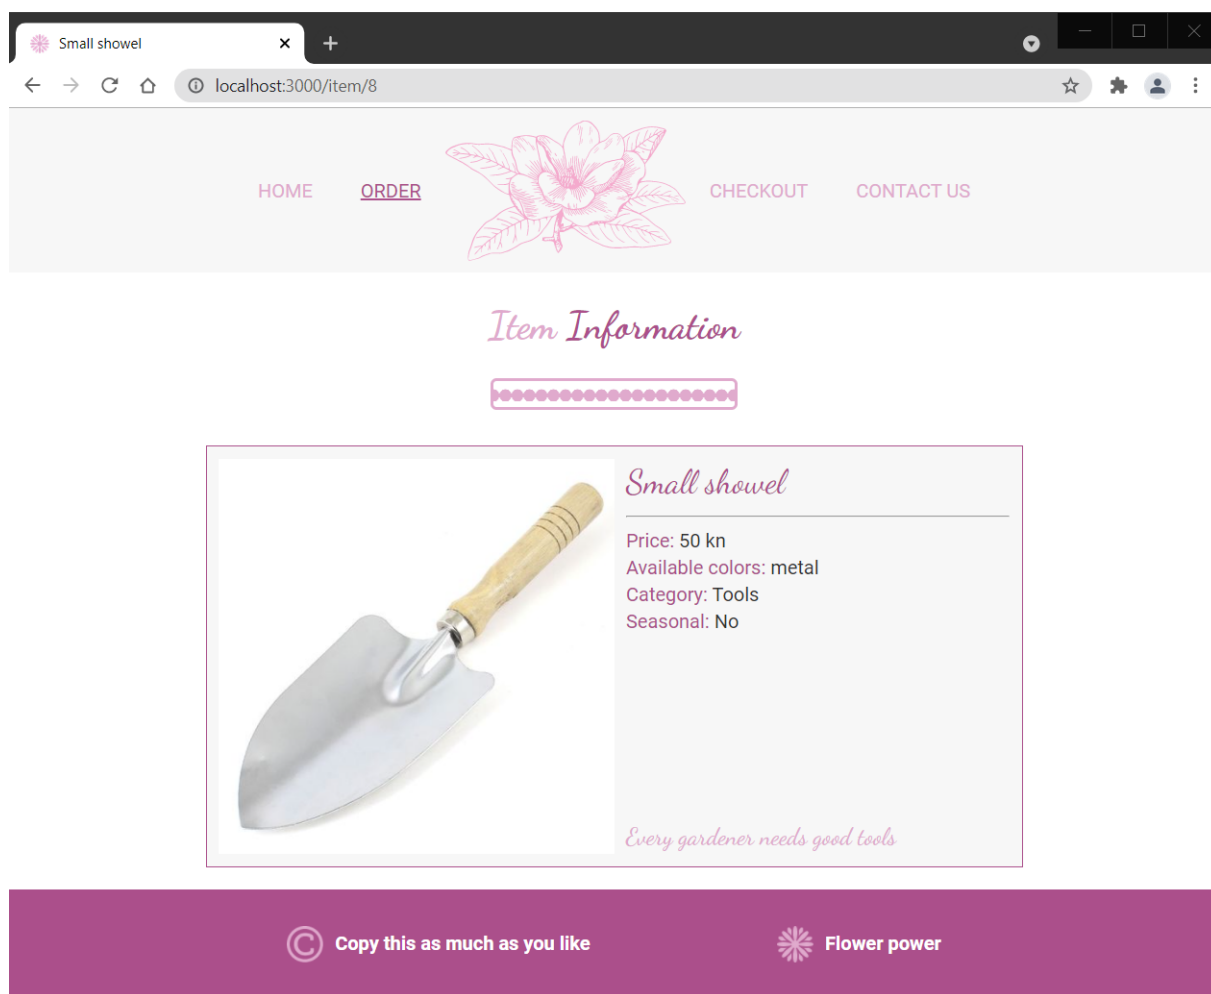 Small showel
localhost:3000/item/8
HOME ORDER CHECKOUT CONTACT US
Item Information
Small showel
Price: 50 kn
Available colors: metal
Category: Tools
Seasonal: No
Every gardener needs good tools
© Copy this as much as you like Flower power